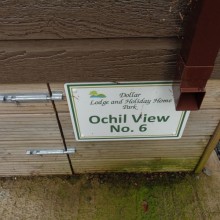 Dollar
Lodge and Holiday Home
Park
Ochil View
No. 6